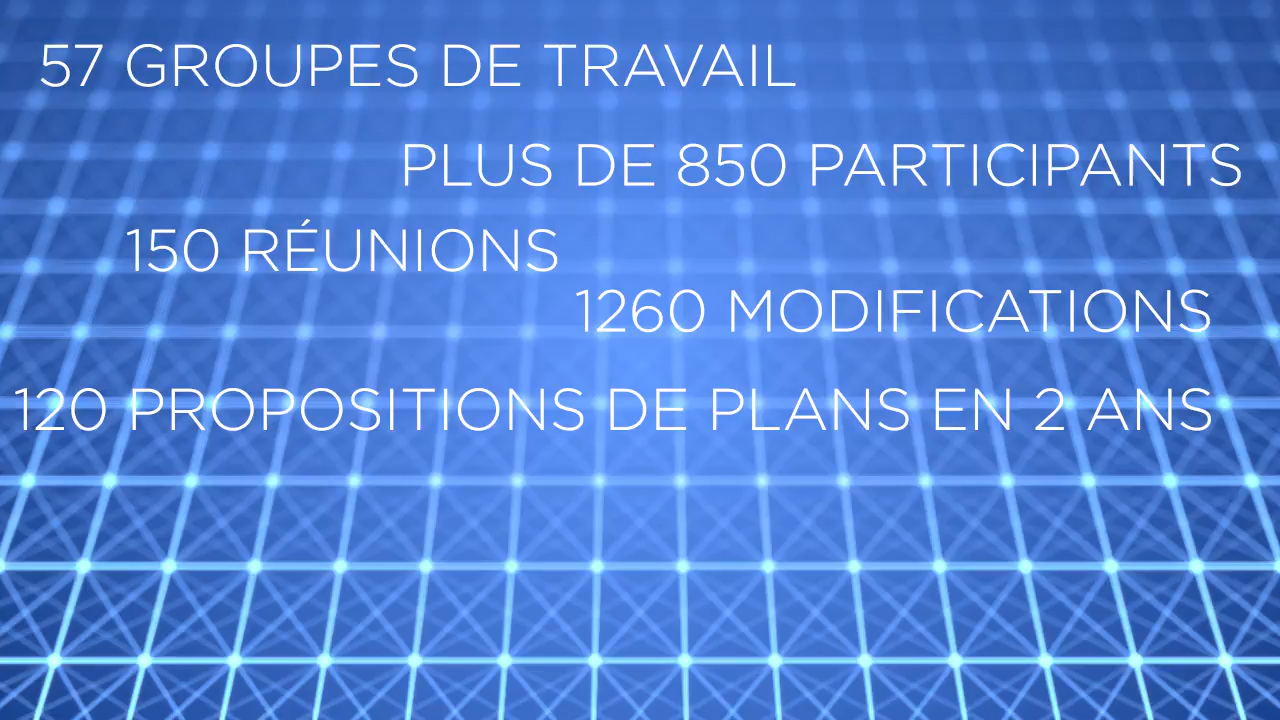 57 GROUPES DE TRAVAIL
PLUS DE 850 PARTICIPANTS
150 RÉUNIONS
1260 MODIFICATIONS
120 PROPOSITIONS DE PLANS EN 2 ANS